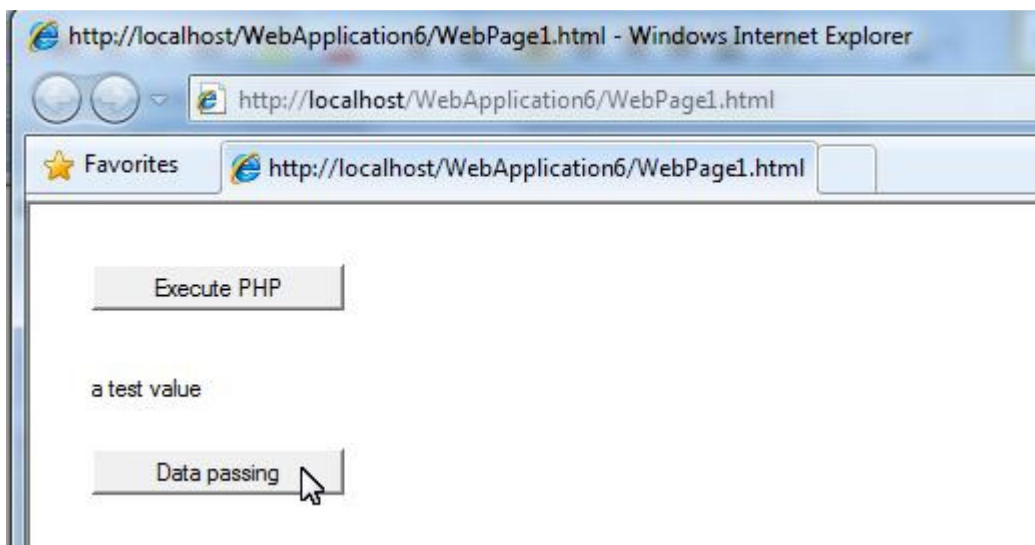 http://localhost/WebApplication6/WebPage1.html - Windows Internet Explorer
http://localhost/WebApplication6/WebPage1.html
Favorites http://localhost/WebApplication6/WebPage1.html
Execute PHP
a test value
Data passing